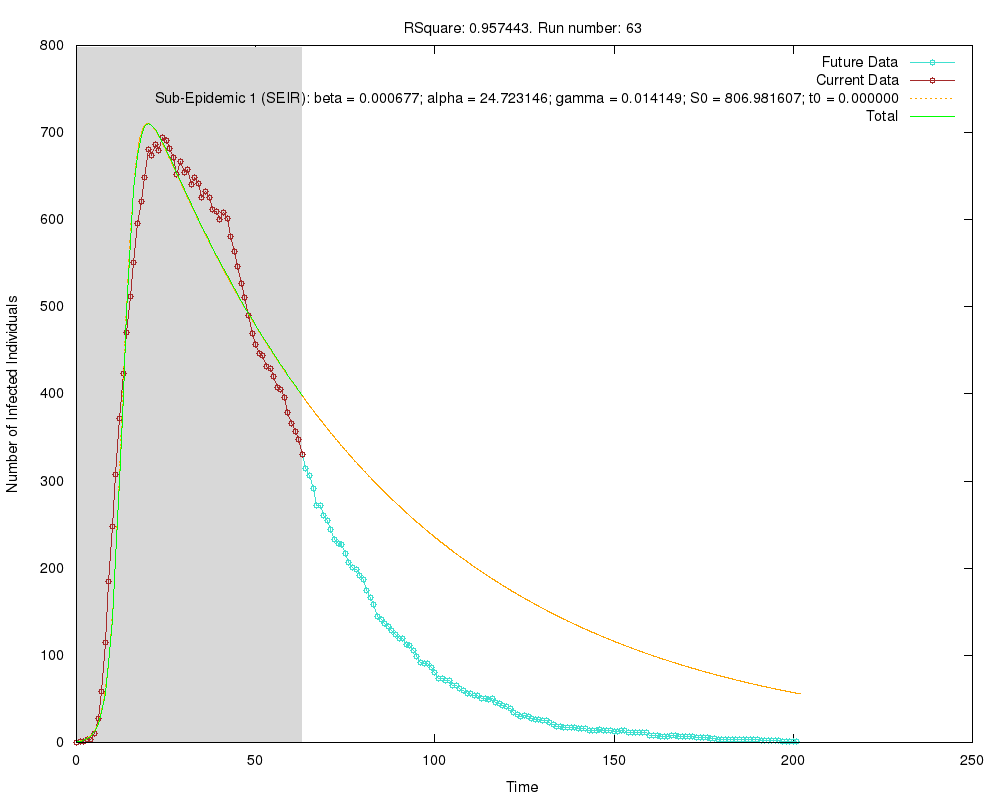 RSquare: 0.957443. Run number: 63
Future Data
Current Data
Sub-Epidemic 1 (SEIR): beta = 0.000677; alpha = 24.723146; gamma = 0.014149; S0 = 806.981607; t0 = 0.000000
Total
800
700
600
500
400
300
200
100
0
Number of Infected Individuals
0 50 100 150 200 250
Time